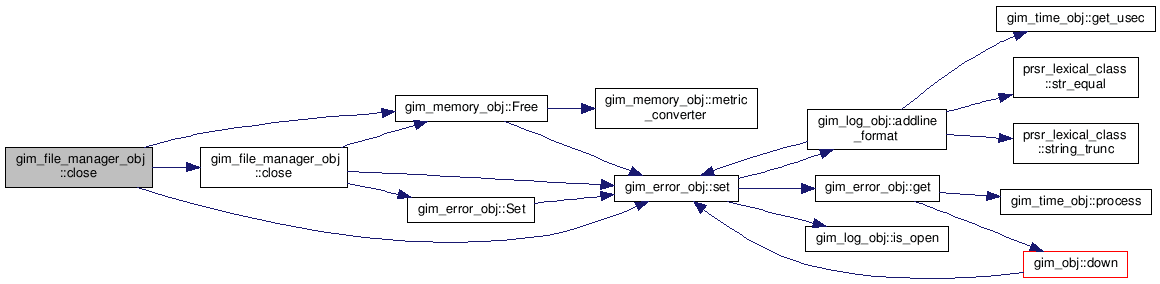 gim_file_manager_obj
::close
gim_file_manager_obj
::close
gim_memory_obj::Free
gim_error_obj::Set
gim_memory_obj::metric
_converter
gim_error_obj::set
gim_log_obj::addline
_format
gim_error_obj::get
gim_log_obj::is_open
gim_time_obj::get_usec
prsr_lexical_class
::str_equal
prsr_lexical_class
::string_trunc
gim_time_obj::process
gim_obj::down